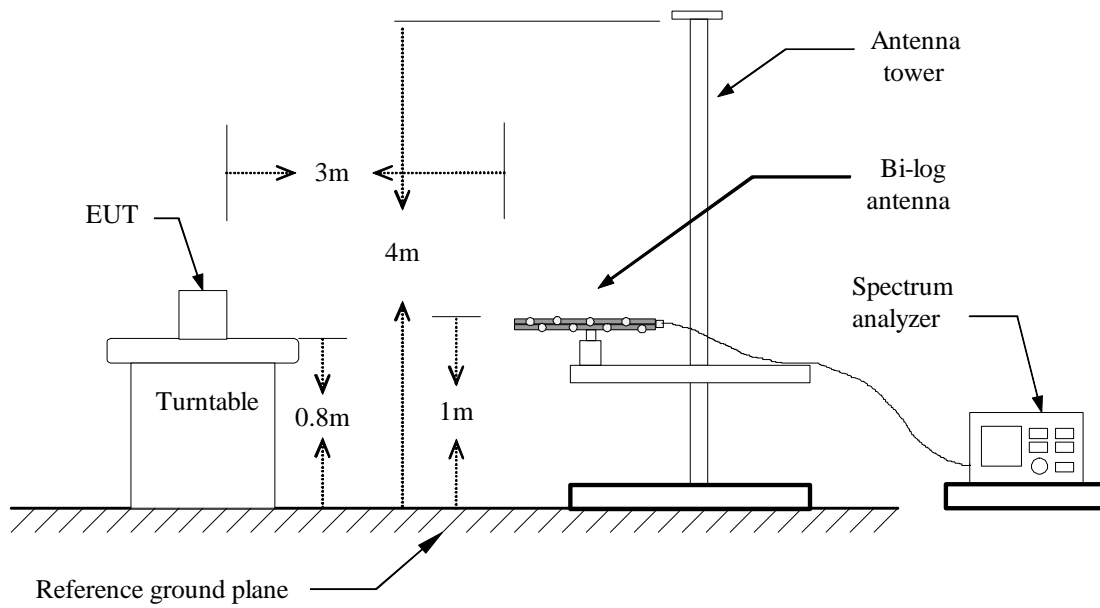 Antenna
tower
3m
Bi-log
antenna
EUT
4m
Spectrum
analyzer
Turntable
0.8m
1m
Reference ground plane